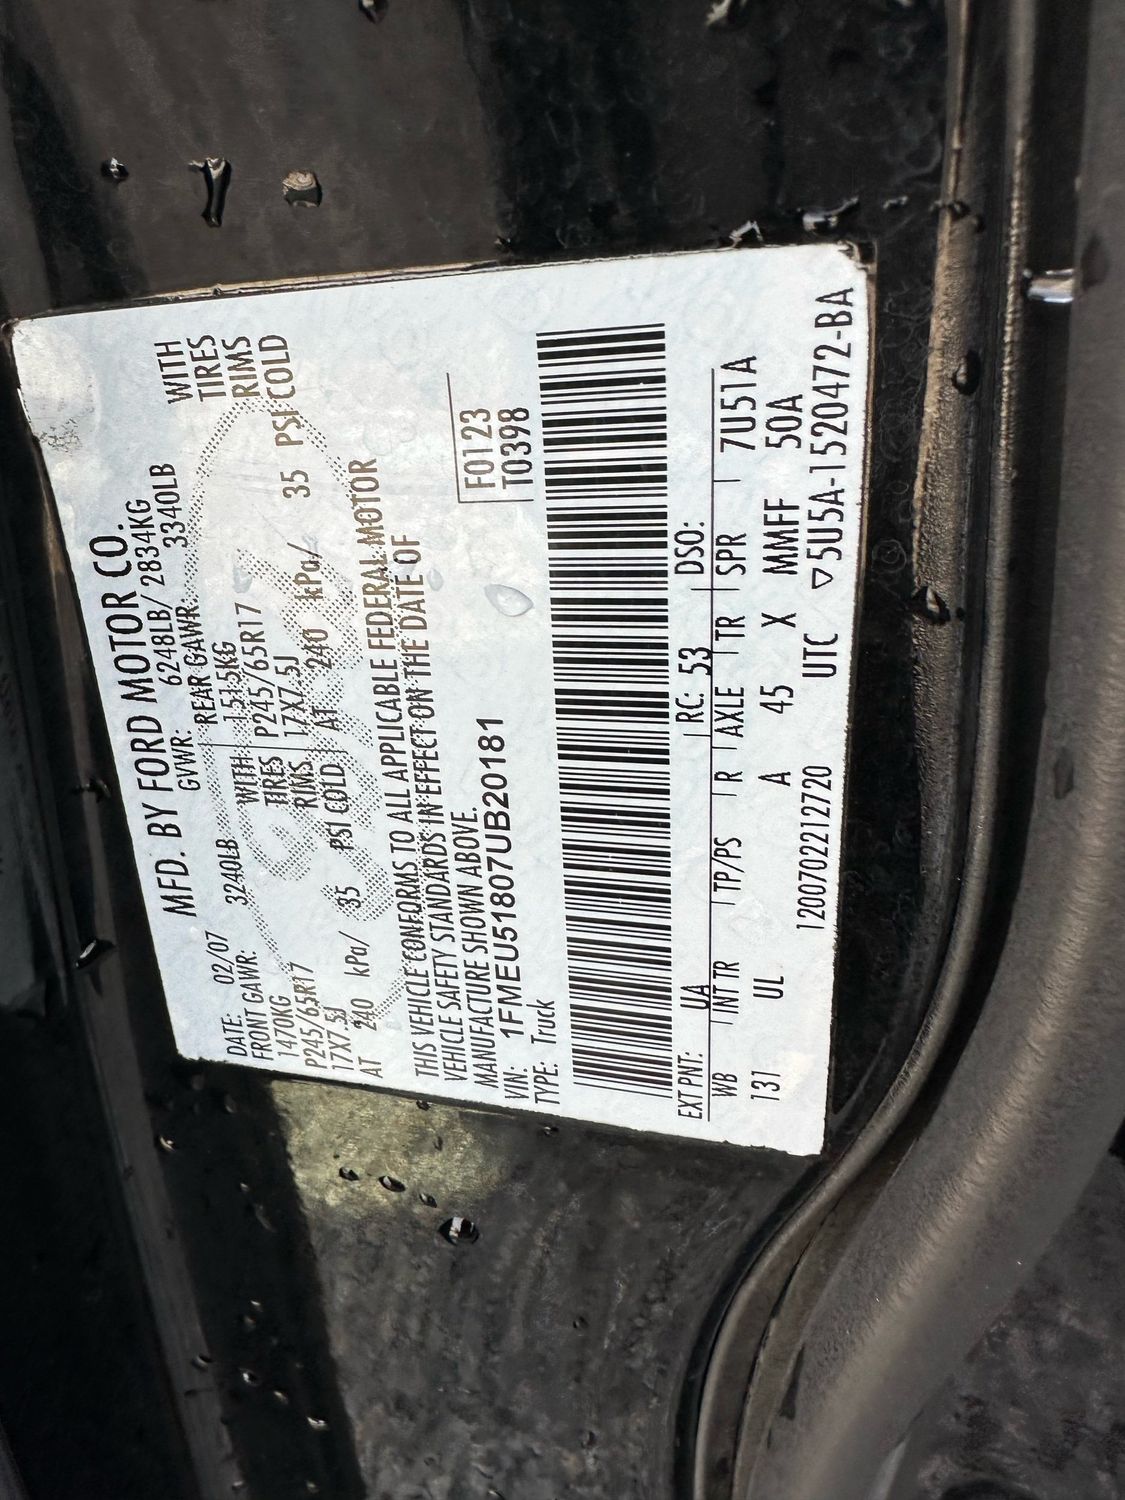 MFD. BY FORD MOTOR CO.
DATE: 02/07 GVWR: 6248LB/ 2834KG
FRONT GAWR: 3240LB REAR GAWR: 3340LB
1470KG WITH 1515KG WITH
P245/65R17 TIRES P245/65R17 TIRES
17X7.5J RIMS 17X7.5J RIMS
AT 240 kPa/ 35 PSI COLD AT 240 kPa/ 35 PSI COLD
THIS VEHICLE CONFORMS TO ALL APPLICABLE FEDERAL MOTOR
VEHICLE SAFETY STANDARDS IN EFFECT ON THE DATE OF
MANUFACTURE SHOWN ABOVE.
VIN: 1FMEU51807UB20181 F0123
TYPE: Truck T0398
EXT PNT: UA RC: 53 DSO:
WB INT TR TP/PS R AXLE TR SPR 7U51A
131 UL A 45 X MMFF 50A
1200702212720 UTC ▽5U5A-1520472-BA